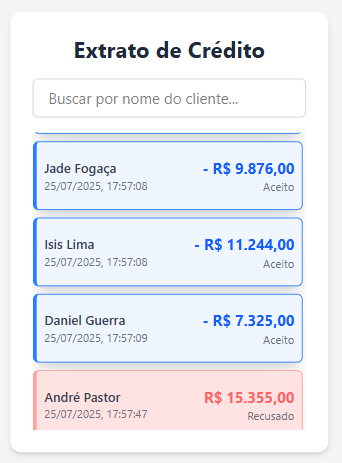 Extrato de Crédito
Buscar por nome do cliente...
Jade Fogaça
- R$ 9.876,00
25/07/2025, 17:57:08
Aceito
Isis Lima
- R$ 11.244,00
25/07/2025, 17:57:08
Aceito
Daniel Guerra
- R$ 7.325,00
25/07/2025, 17:57:09
Aceito
André Pastor
R$ 15.355,00
25/07/2025, 17:57:47
Recusado